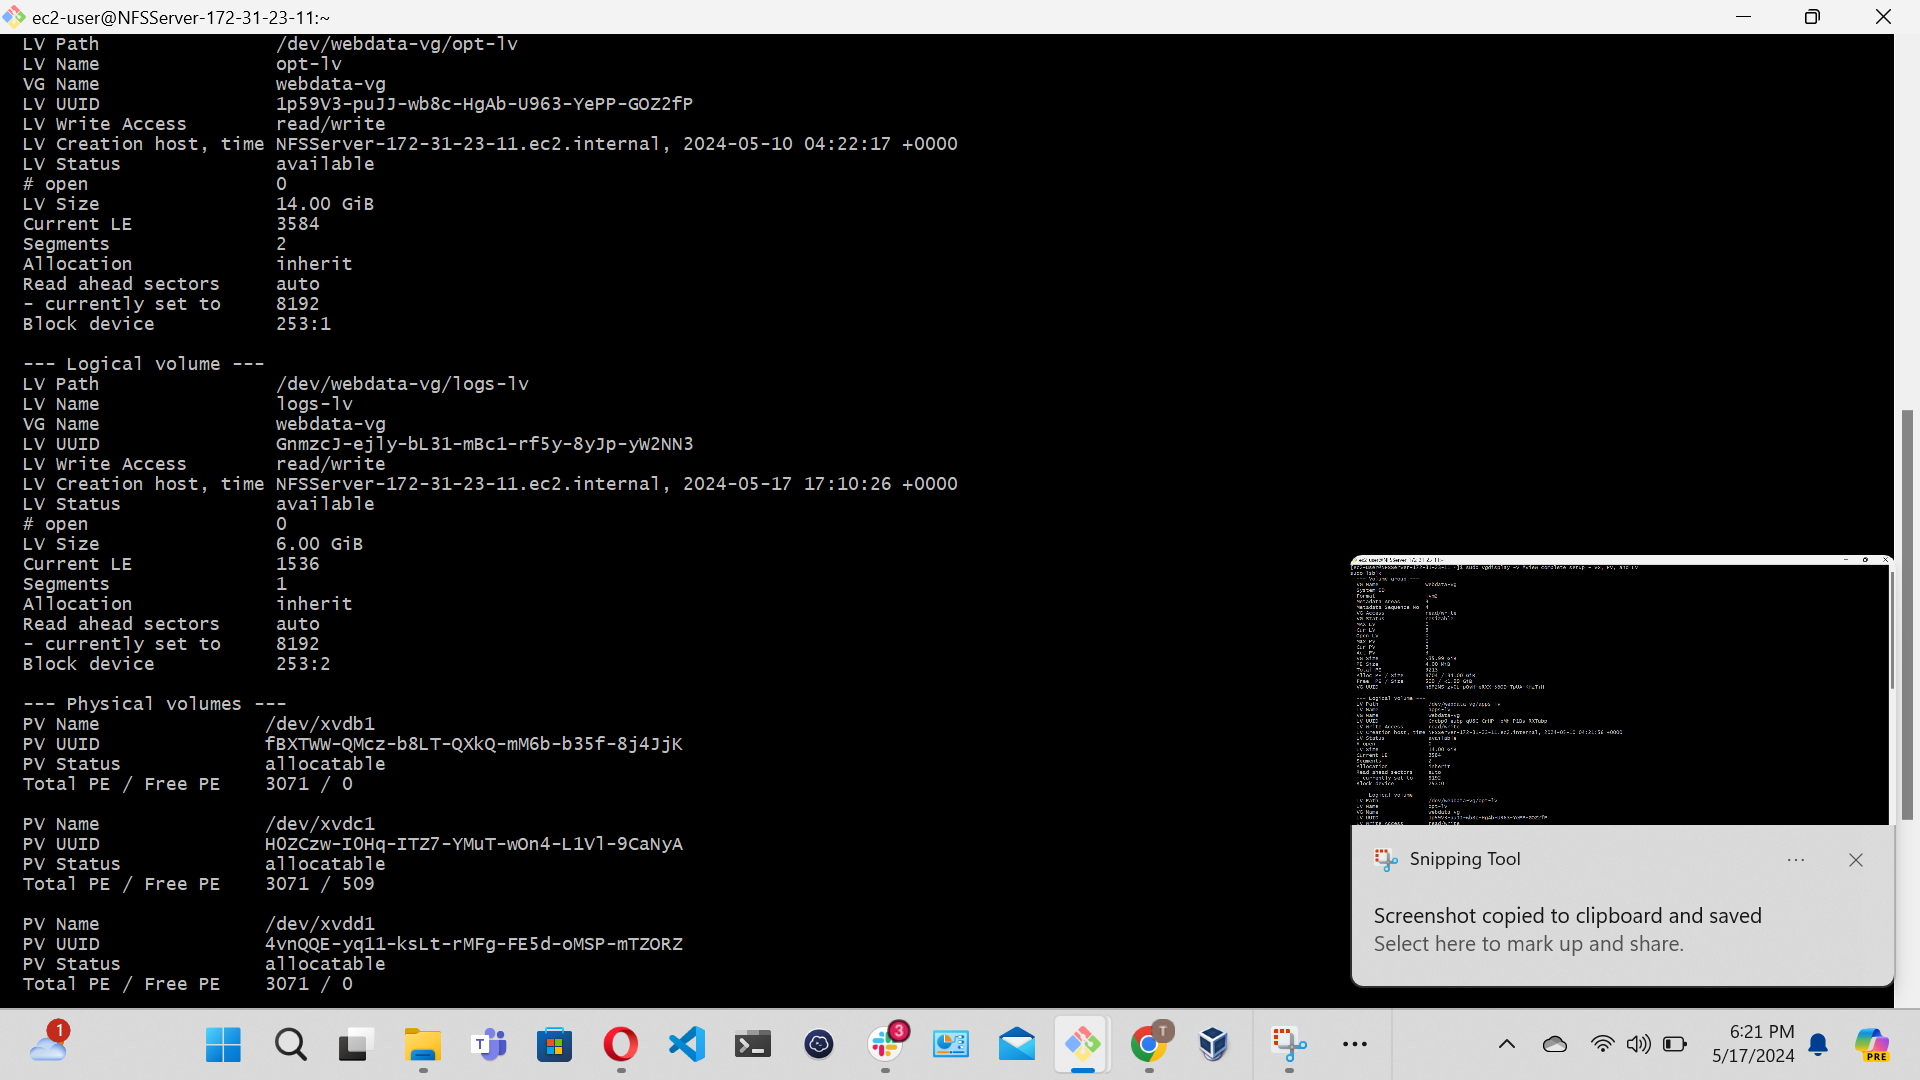 ec2-user@NFSServer-172-31-23-11:~
LV Path                /dev/webdata-vg/opt-lv
LV Name                opt-lv
VG Name                webdata-vg
LV UUID                1p59V3-puJJ-wb8c-HgAb-U963-YePP-GOZ2fP
LV Write Access        read/write
LV Creation host, time NFSServer-172-31-23-11.ec2.internal, 2024-05-10 04:22:17 +0000
LV Status              available
# open                 0
LV Size                14.00 GiB
Current LE             3584
Segments               2
Allocation             inherit
Read ahead sectors     auto
- currently set to     8192
Block device           253:1
--- Logical volume ---
LV Path                /dev/webdata-vg/logs-lv
LV Name                logs-lv
VG Name                webdata-vg
LV UUID                GnmzcJ-ejly-bL31-mBc1-rf5y-8yJp-yW2NN3
LV Write Access        read/write
LV Creation host, time NFSServer-172-31-23-11.ec2.internal, 2024-05-17 17:10:26 +0000
LV Status              available
# open                 0
LV Size                6.00 GiB
Current LE             1536
Segments               1
Allocation             inherit
Read ahead sectors     auto
- currently set to     8192
Block device           253:2
--- Physical volumes ---
PV Name               /dev/xvdb1
PV UUID               fBXTWW-QMcz-b8LT-QXkQ-mM6b-b35f-8j4JjK
PV Status             allocatable
Total PE / Free PE    3071 / 0
PV Name               /dev/xvdc1
PV UUID               HOZCzw-I0Hq-ITZ7-YMuT-wOn4-L1Vl-9CaNyA
PV Status             allocatable
Total PE / Free PE    3071 / 509
PV Name               /dev/xvdd1
PV UUID               4vnQQE-yq11-ksLt-rMFg-FE5d-oMSP-mTZORZ
PV Status             allocatable
Total PE / Free PE    3071 / 0
Snipping Tool
Screenshot copied to clipboard and saved
Select here to mark up and share.
1
3
T
6:21 PM
5/17/2024
PRE